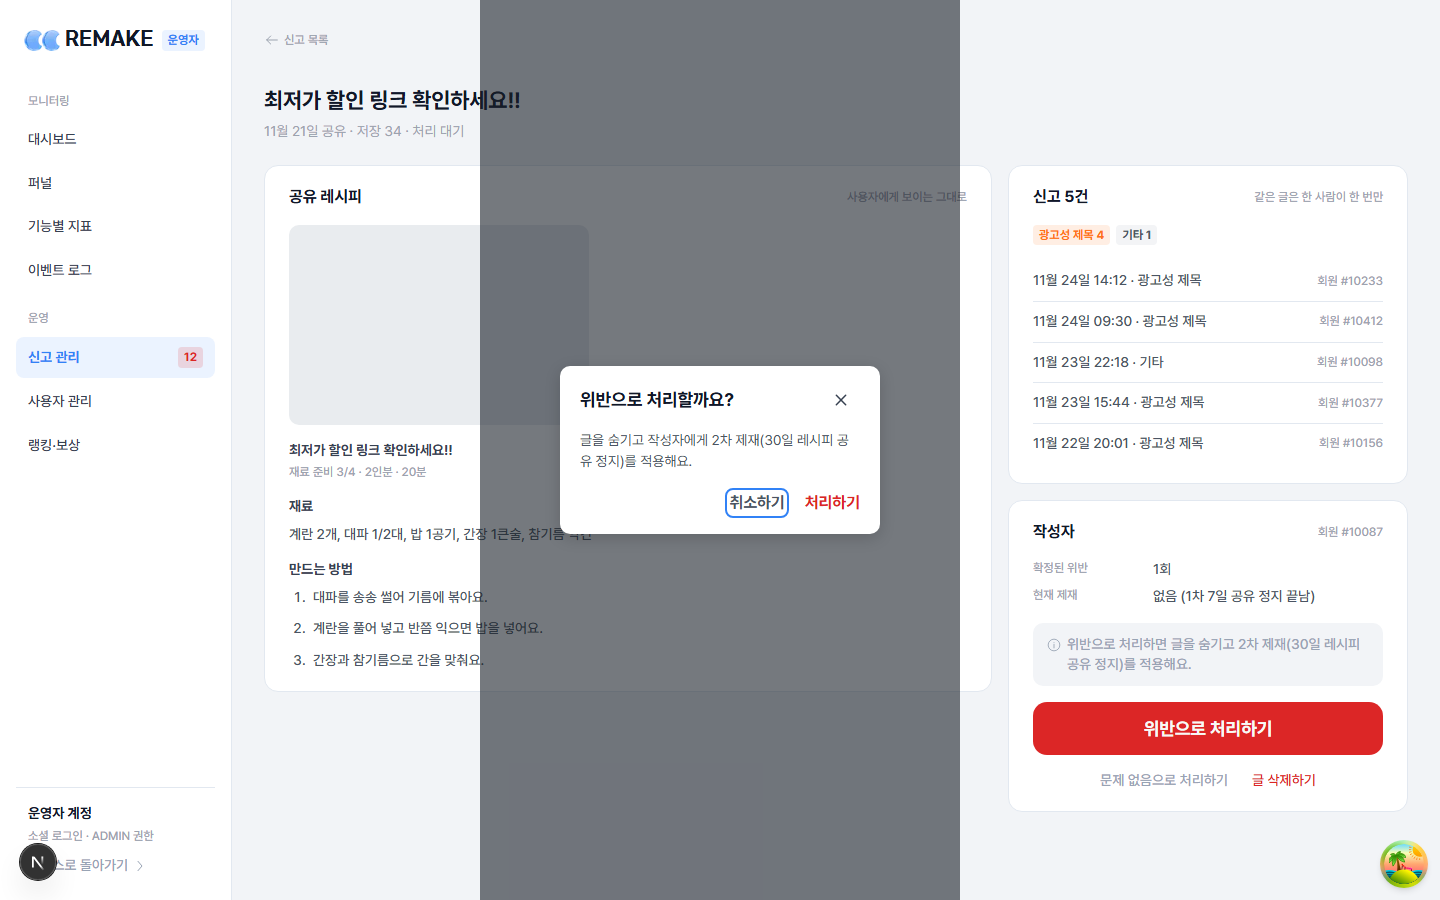 REMAKE 운영자
모니터링
대시보드
퍼널
기능별 지표
이벤트 로그
운영
신고 관리 12
사용자 관리
랭킹·보상
운영자 계정
소셜 로그인 · ADMIN 권한
스로 돌아가기
N
← 신고 목록
최저가 할인 링크 확인하세요!!
11월 21일 공유 · 저장 34 · 처리 대기
공유 레시피 사용자에게 보이는 그대로
최저가 할인 링크 확인하세요!!
재료 준비 3/4 · 2인분 · 20분
재료
계란 2개, 대파 1/2대, 밥 1공기, 간장 1큰술, 참기름
만드는 방법
1. 대파를 송송 썰어 기름에 볶아요.
2. 계란을 풀어 넣고 반쯤 익으면 밥을 넣어요.
3. 간장과 참기름으로 간을 맞춰요.
위반으로 처리할까요?
글을 숨기고 작성자에게 2차 제재(30일 레시피 공
유 정지)를 적용해요.
취소하기 처리하기
신고 5건 같은 글은 한 사람이 한 번만
광고성 제목 4 기타 1
11월 24일 14:12 · 광고성 제목 회원 #10233
11월 24일 09:30 · 광고성 제목 회원 #10412
11월 23일 22:18 · 기타 회원 #10098
11월 23일 15:44 · 광고성 제목 회원 #10377
11월 22일 20:01 · 광고성 제목 회원 #10156
작성자 회원 #10087
확정된 위반 1회
현재 제재 없음 (1차 7일 공유 정지 끝남)
위반으로 처리하면 글을 숨기고 2차 제재(30일 레시피
공유 정지)를 적용해요.
위반으로 처리하기
문제 없음으로 처리하기 글 삭제하기